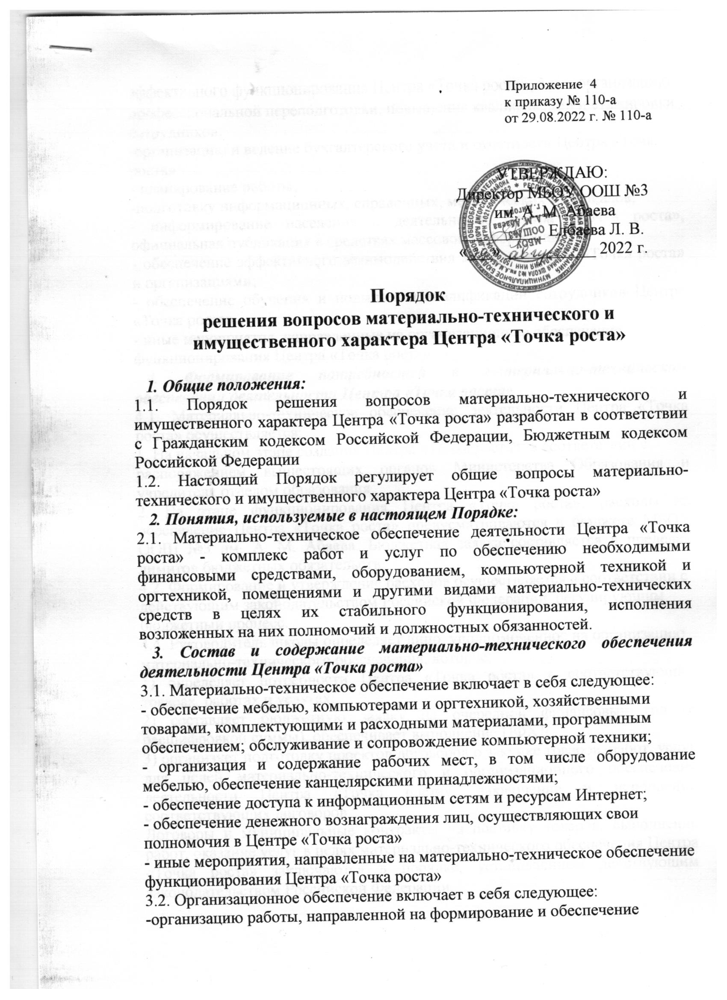 Приложение 4
к приказу № 110-а
от 29.08.2022 г. № 110-а
УТВЕРЖДАЮ:
Директор МБОУ ООШ №3
им. А. М. Абаева
Елбаева Л. В.
« » август 2022 г.
Порядок
решения вопросов материально-технического и
имущественного характера Центра «Точка роста»
1. Общие положения:
1.1. Порядок решения вопросов материально-технического и
имущественного характера Центра «Точка роста» разработан в соответствии
с Гражданским кодексом Российской Федерации, Бюджетным кодексом
Российской Федерации
1.2. Настоящий Порядок регулирует общие вопросы материально-
технического и имущественного характера Центра «Точка роста»
2. Понятия, используемые в настоящем Порядке:
2.1. Материально-техническое обеспечение деятельности Центра «Точка
роста» - комплекс работ и услуг по обеспечению необходимыми
финансовыми средствами, оборудованием, компьютерной техникой и
оргтехникой, помещениями и другими видами материально-технических
средств в целях их стабильного функционирования, исполнения
возложенных на них полномочий и должностных обязанностей.
3. Состав и содержание материально-технического обеспечения
деятельности Центра «Точка роста»
3.1. Материально-техническое обеспечение включает в себя следующее:
- обеспечение мебелью, компьютерами и оргтехникой, хозяйственными
товарами, комплектующими и расходными материалами, программным
обеспечением; обслуживание и сопровождение компьютерной техники;
- организация и содержание рабочих мест, в том числе оборудование
мебелью, обеспечение канцелярскими принадлежностями;
- обеспечение доступа к информационным сетям и ресурсам Интернет;
- обеспечение денежного вознаграждения лиц, осуществляющих свои
полномочия в Центре «Точка роста»
- иные мероприятия, направленные на материально-техническое обеспечение
функционирования Центра «Точка роста»
3.2. Организационное обеспечение включает в себя следующее:
-организацию работы, направленной на формирование и обеспечение